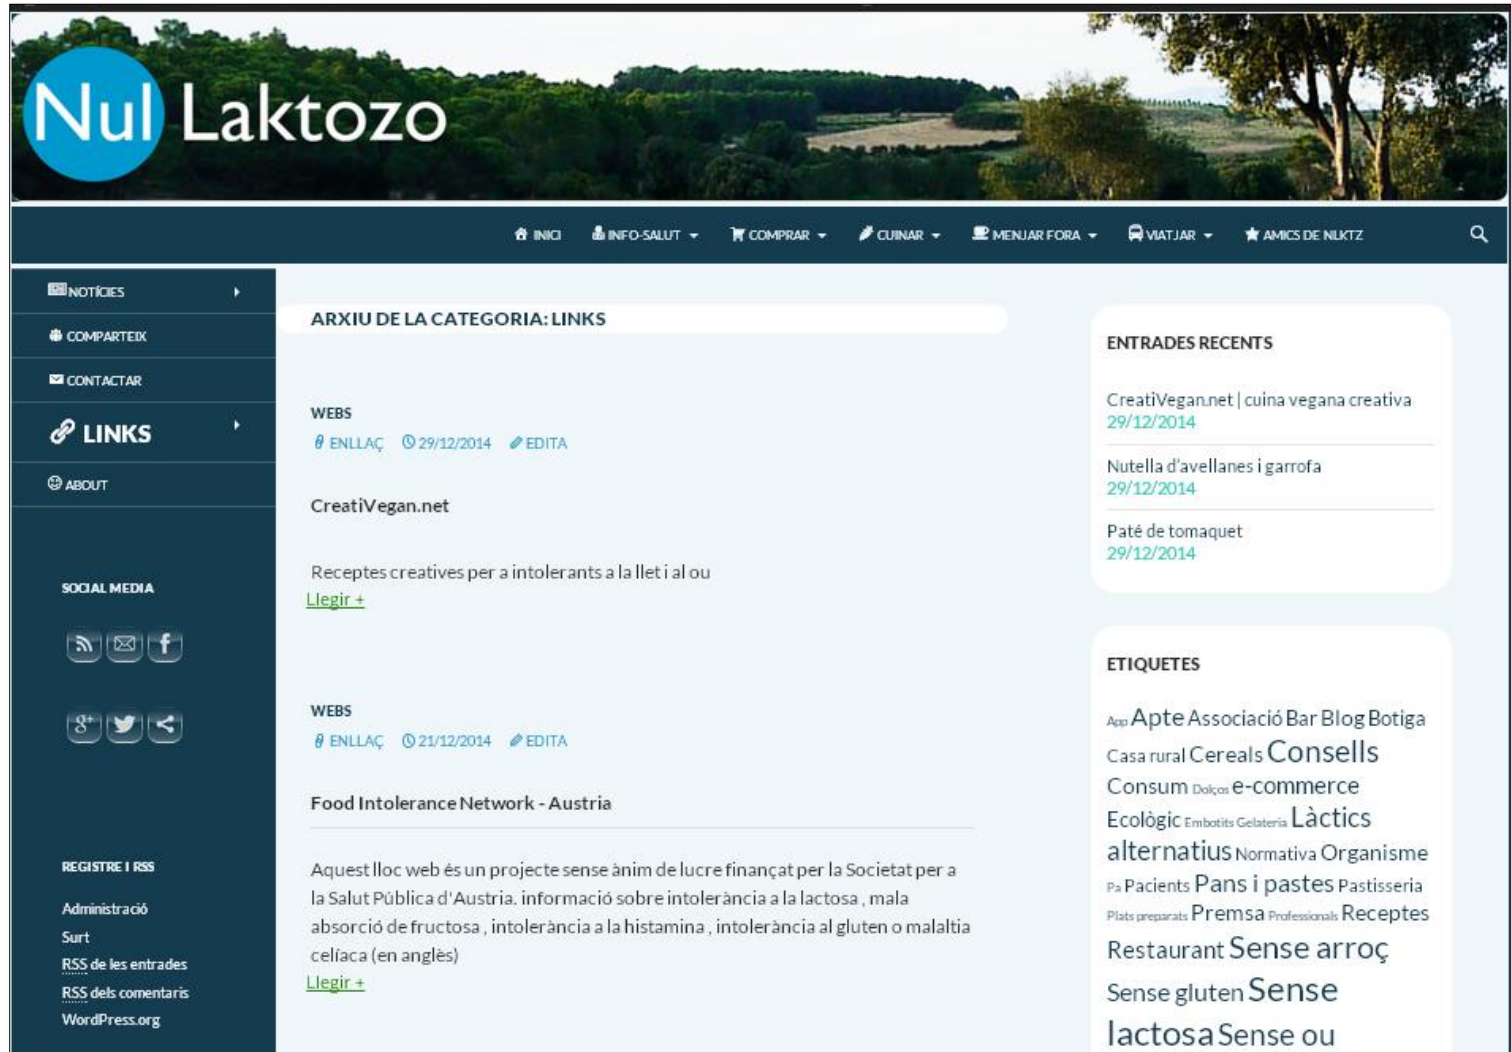 Nul Laktozo
INICI INFO-SALUT COMPRAR CUINAR MENJAR FORA VIATJAR AMICS DE NLKTZ
NOTÍCIES
COMPARTEIX
CONTACTAR
LINKS
ABOUT
SOCIAL MEDIA
REGISTRE I RSS
Administració
Surt
RSS de les entrades
RSS dels comentaris
WordPress.org
ARXIU DE LA CATEGORIA: LINKS
WEBS
ENLLAÇ 29/12/2014 EDITA
CreatiVegan.net
Receptes creatives per a intolerants a la llet i al ou
Llegir +
WEBS
ENLLAÇ 21/12/2014 EDITA
Food Intolerance Network - Austria
Aquest lloc web és un projecte sense ànim de lucre finançat per la Societat per a
la Salut Pública d'Austria. informació sobre intolerància a la lactosa , mala
absorció de fructosa , intolerància a la histamina , intolerància al gluten o malaltia
celíaca (en anglès)
Llegir +
ENTRADES RECENTS
CreatiVegan.net | cuina vegana creativa
29/12/2014
Nutella d'avellanes i garrofa
29/12/2014
Paté de tomaquet
29/12/2014
ETIQUETES
App Apte Associació Bar Blog Botiga
Casa rural Cereals Consells
Consum Dolços e-commerce
Ecològic Embotits Gelateria Làctics
alternatius Normativa Organisme
Pa Pacients Pans i pastes Pastisseria
Plats preparats Premsa Professionals Receptes
Restaurant Sense arroç
Sense gluten Sense
lactosa Sense ou